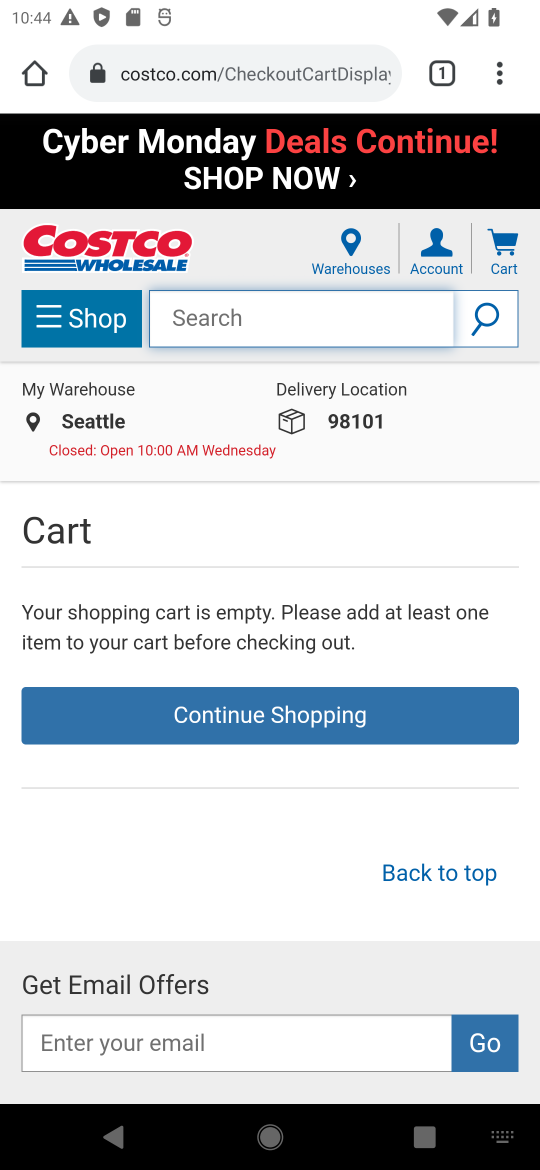 10:44
costco.com/CheckoutCartDisplay
1
Cyber Monday Deals Continue!
SHOP NOW ›
COSTCO
WHOLESALE
Warehouses
Account
Cart
Shop
Search
My Warehouse
Delivery Location
Seattle
98101
Closed: Open 10:00 AM Wednesday
Cart
Your shopping cart is empty. Please add at least one
item to your cart before checking out.
Continue Shopping
Back to top
Get Email Offers
Enter your email
Go